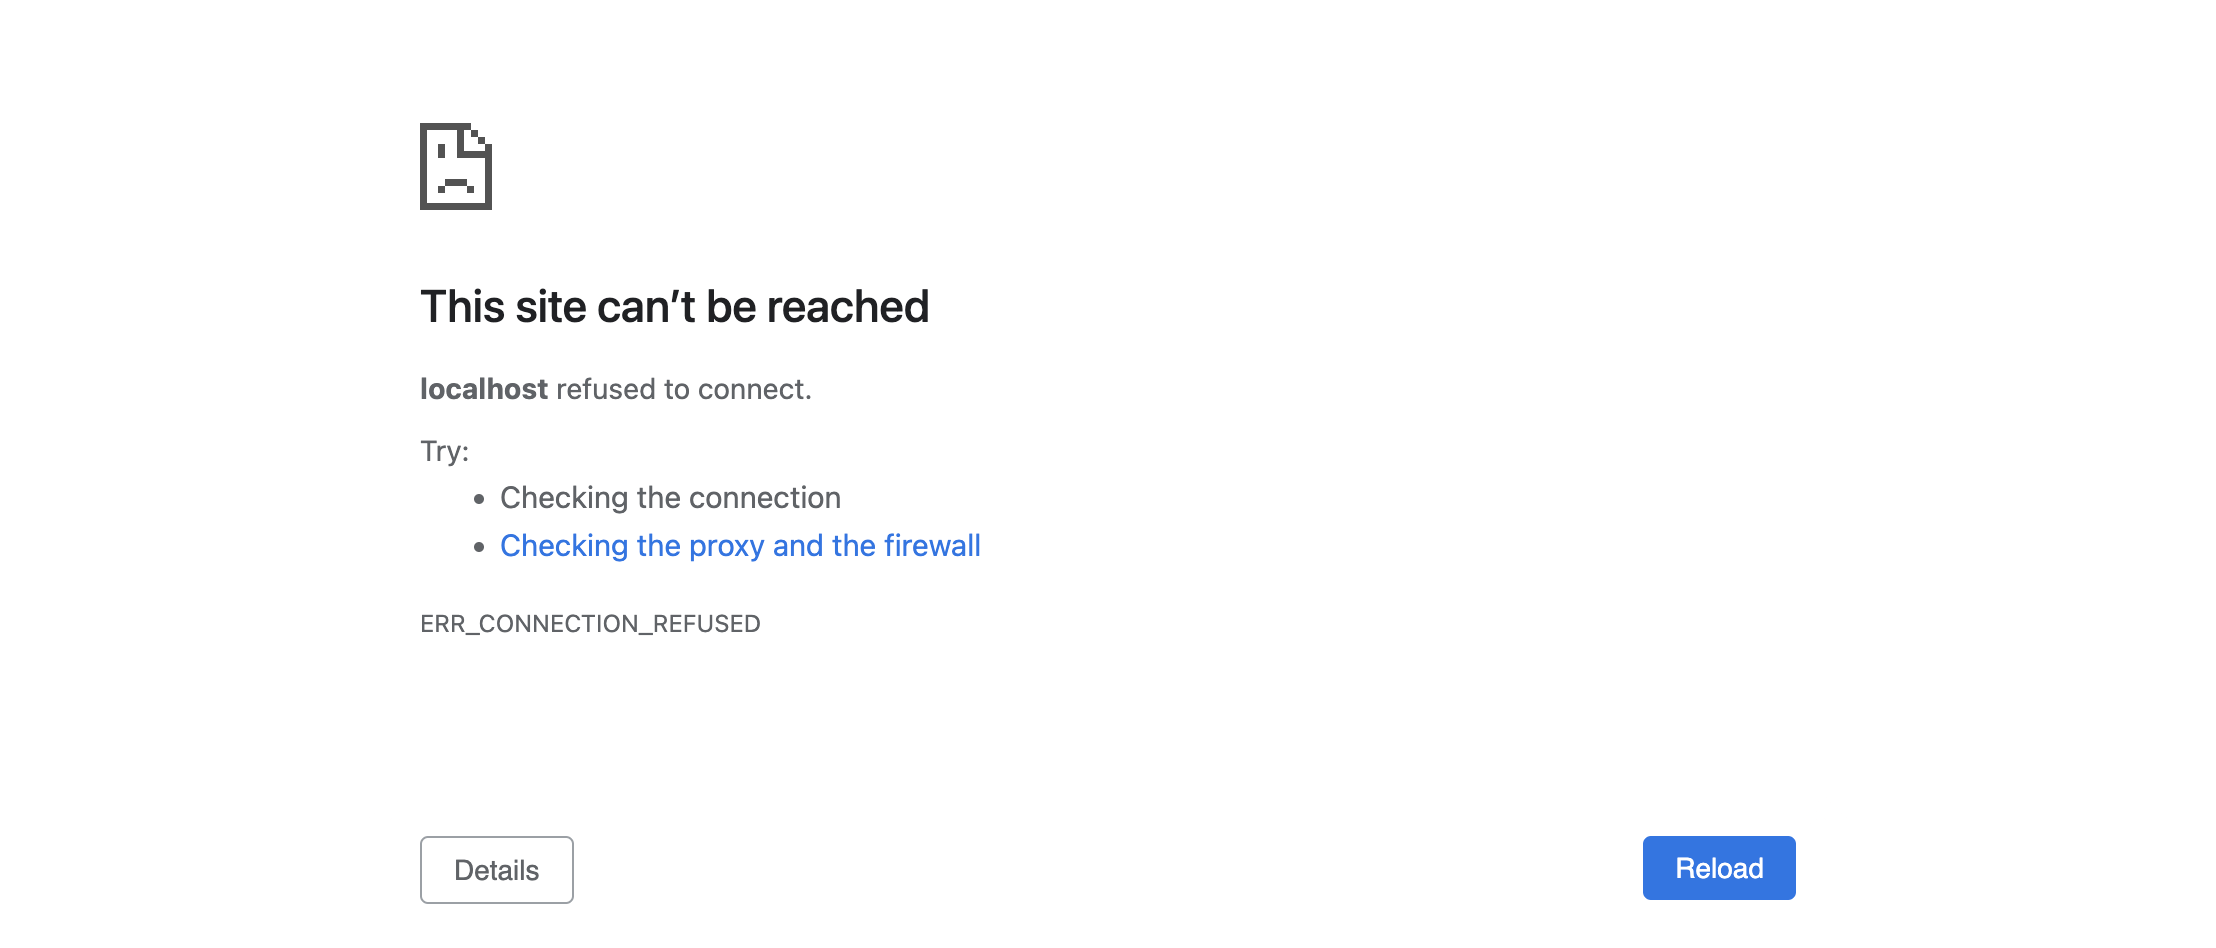 This site can’t be reached
localhost refused to connect.
Try:
• Checking the connection
• Checking the proxy and the firewall
ERR_CONNECTION_REFUSED
Details
Reload